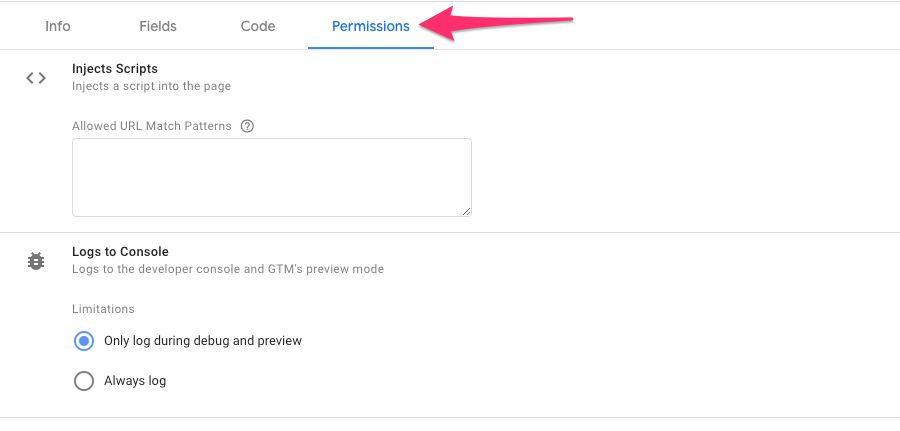 Info Fields Code Permissions
Injects Scripts
Injects a script into the page
Allowed URL Match Patterns ?
Logs to Console
Logs to the developer console and GTM's preview mode
Limitations
Only log during debug and preview
Always log